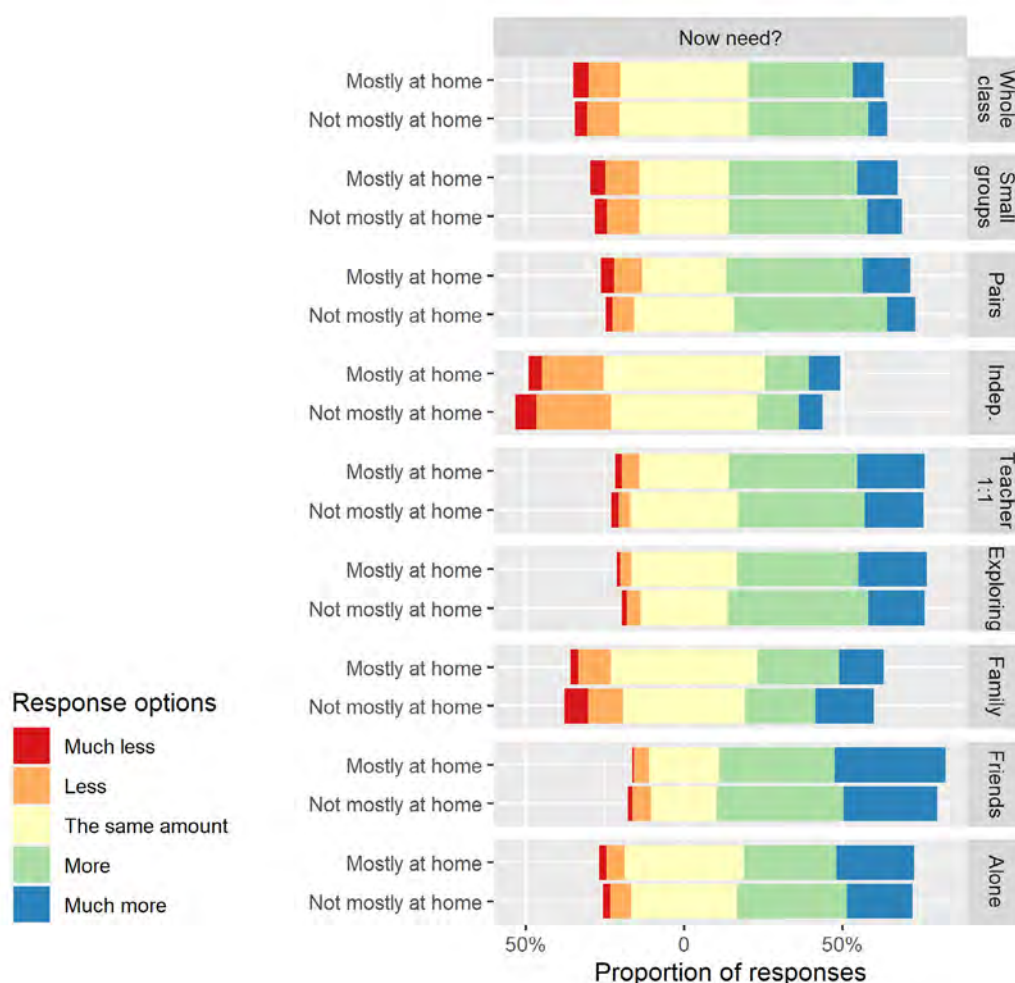 Now need?
Mostly at home
Not mostly at home
Whole
class
Mostly at home
Not mostly at home
Small
groups
Mostly at home
Not mostly at home
Pairs
Mostly at home
Not mostly at home
Indep.
Mostly at home
Not mostly at home
Teacher
1:1
Mostly at home
Not mostly at home
Exploring
Mostly at home
Not mostly at home
Family
Mostly at home
Not mostly at home
Friends
Mostly at home
Not mostly at home
Alone
50%
0
50%
Proportion of responses
Response options
Much less
Less
The same amount
More
Much more